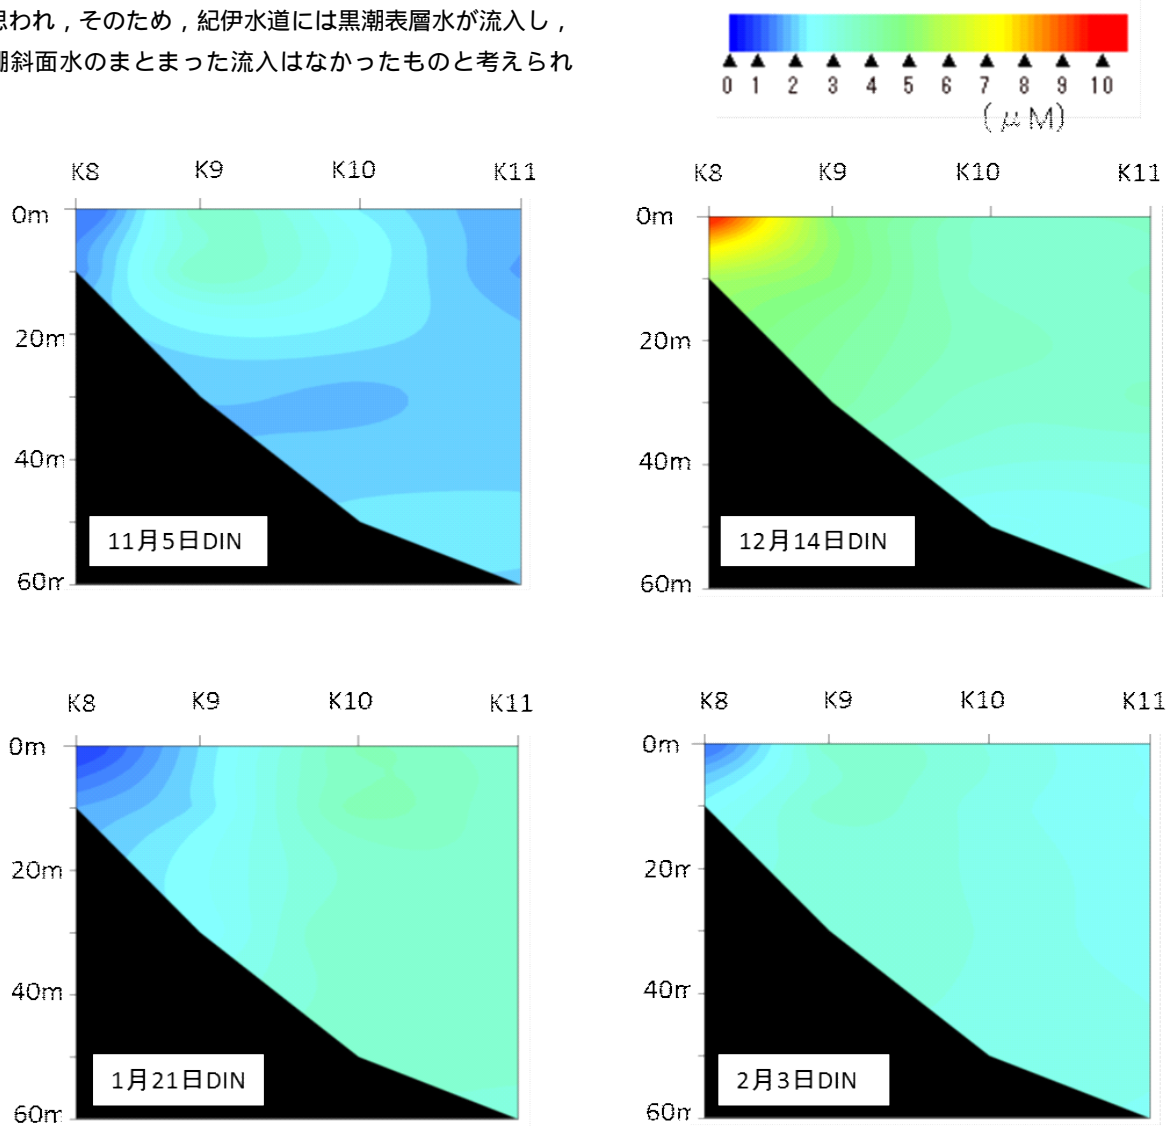 思われ，そのため，紀伊水道には黒潮表層水が流入し，
棚斜面水のまとまった流入はなかったものと考えられ
0 1 2 3 4 5 6 7 8 9 10
(μM)
K8 K9 K10 K11
0m
20m
40m
60m
11月5日DIN
K8 K9 K10 K11
0m
20m
40m
60m
12月14日DIN
K8 K9 K10 K11
0m
20m
40m
60m
1月21日DIN
K8 K9 K10 K11
0m
20m
40m
60m
2月3日DIN